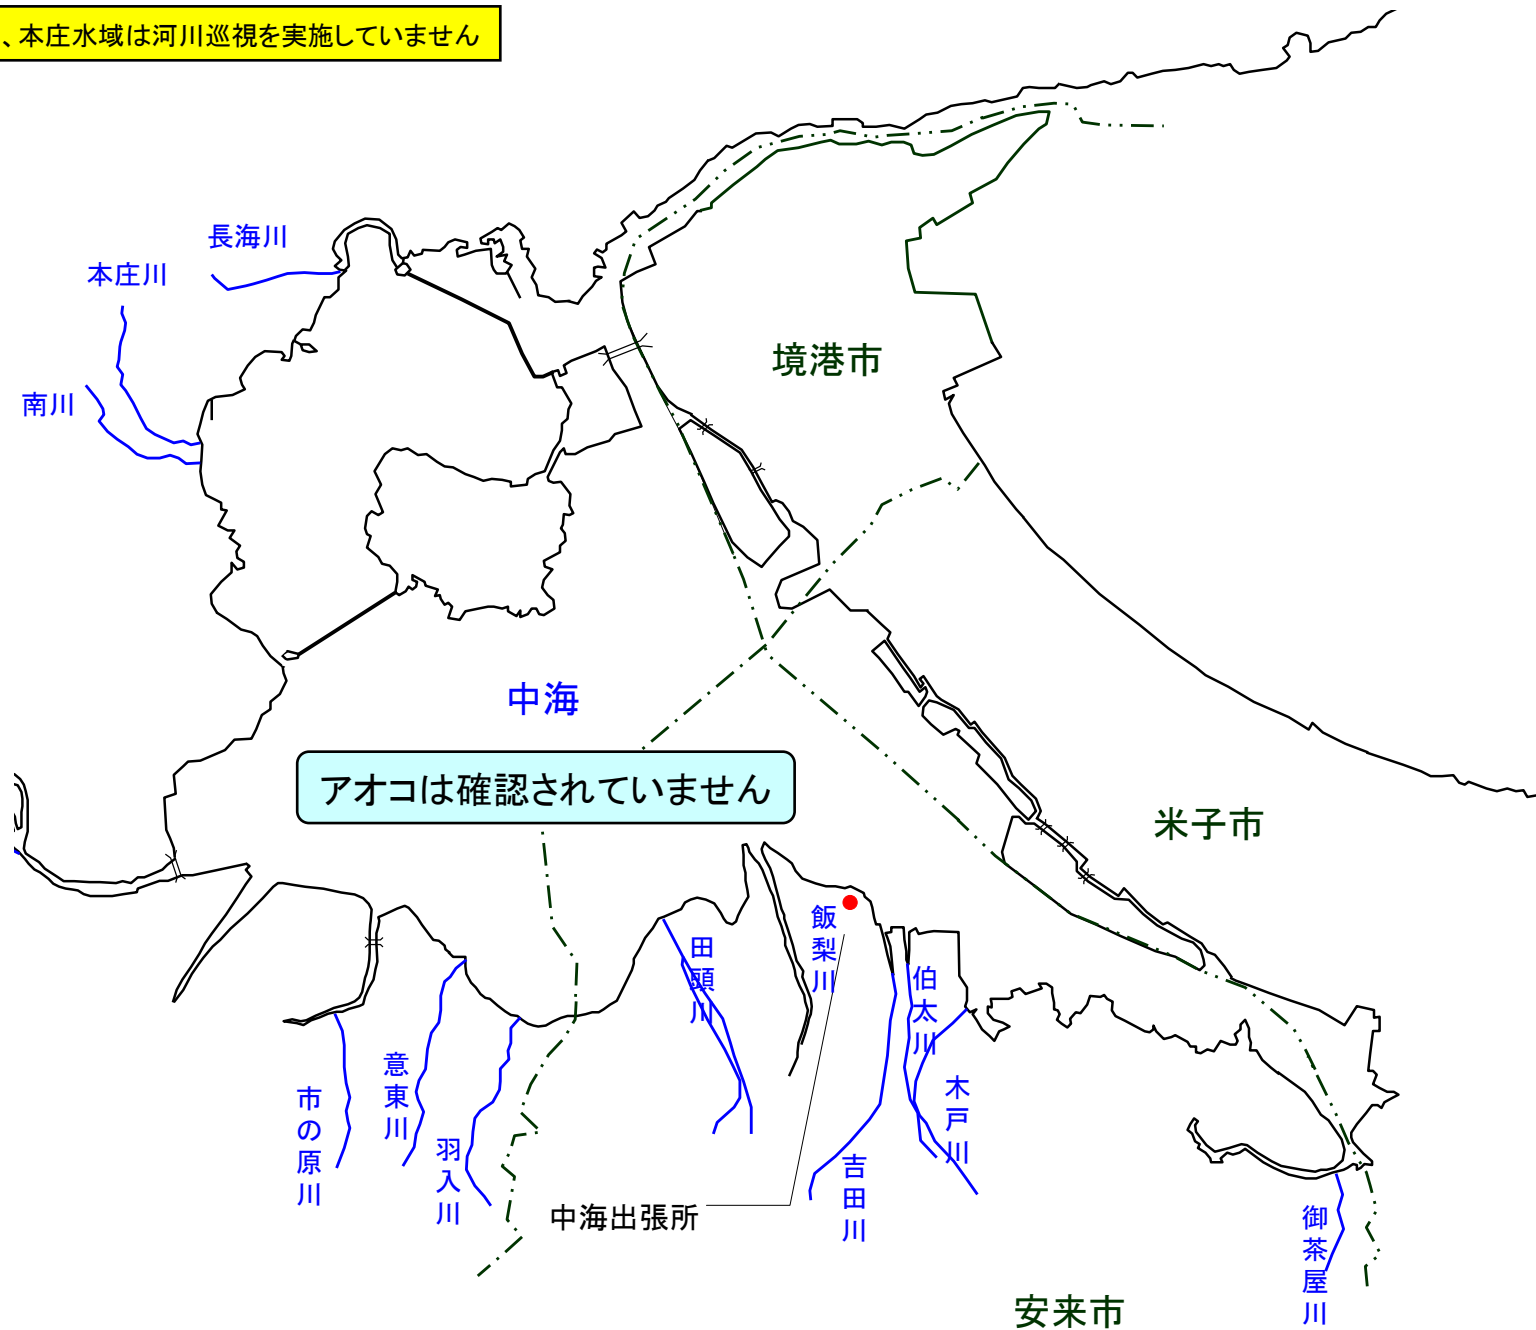 、本庄水域は河川巡視を実施していません
長海川
本庄川
境港市
南川
中海
アオコは確認されていません
米子市
飯梨川
田頭川
伯太川
意東川
木戸川
市の原川
羽入川
吉田川
中海出張所
御茶屋川
安来市